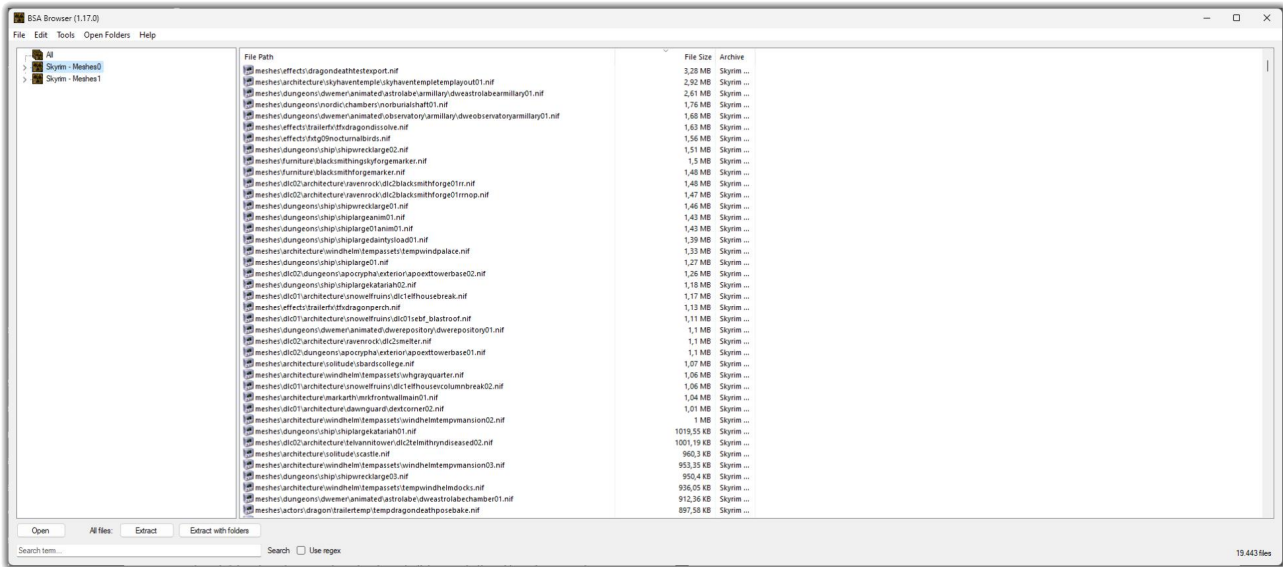 BSA Browser (1.17.0)
File Edit Tools Open Folders Help
All
Skyrim - Meshes0
Skyrim - Meshes1
File Path File Size Archive
meshes\effects\dragondeathtestexport.nif 3,28 MB Skyrim ...
meshes\architecture\skyhaventemple\skyhaventempletemplayout01.nif 2,92 MB Skyrim ...
meshes\dungeons\dwemer\animated\astrolabe\armillary\dweastrolabearmillary01.nif 2,61 MB Skyrim ...
meshes\dungeons\nordic\chambers\norburialshaft01.nif 1,76 MB Skyrim ...
meshes\dungeons\dwemer\animated\observatory\armillary\dweobservatoryarmillary01.nif 1,68 MB Skyrim ...
meshes\effects\trailerfx\tfxdragondissolve.nif 1,63 MB Skyrim ...
meshes\effects\fxtg09nocturnalbirds.nif 1,56 MB Skyrim ...
meshes\dungeons\ship\shipwrecklarge02.nif 1,51 MB Skyrim ...
meshes\furniture\blacksmithingskyforgemarker.nif 1,5 MB Skyrim ...
meshes\furniture\blacksmithforgemarker.nif 1,48 MB Skyrim ...
meshes\dlc02\architecture\ravenrock\dlc2blacksmithforge01rr.nif 1,48 MB Skyrim ...
meshes\dlc02\architecture\ravenrock\dlc2blacksmithforge01rrnop.nif 1,47 MB Skyrim ...
meshes\dungeons\ship\shipwrecklarge01.nif 1,46 MB Skyrim ...
meshes\dungeons\ship\shiplargeanim01.nif 1,43 MB Skyrim ...
meshes\dungeons\ship\shiplarge01anim01.nif 1,43 MB Skyrim ...
meshes\dungeons\ship\shiplargedaintysload01.nif 1,39 MB Skyrim ...
meshes\architecture\windhelm\tempassets\tempwindpalace.nif 1,33 MB Skyrim ...
meshes\dungeons\ship\shiplarge01.nif 1,27 MB Skyrim ...
meshes\dlc02\dungeons\apocrypha\exterior\apoexttowerbase02.nif 1,26 MB Skyrim ...
meshes\dungeons\ship\shiplargekatariah02.nif 1,18 MB Skyrim ...
meshes\dlc01\architecture\snowelfruins\dlc1elfhousebreak.nif 1,17 MB Skyrim ...
meshes\effects\trailerfx\tfxdragonperch.nif 1,13 MB Skyrim ...
meshes\dlc01\architecture\snowelfruins\dlc01sebf_blastroof.nif 1,11 MB Skyrim ...
meshes\dungeons\dwemer\animated\dwerepository\dwerepository01.nif 1,1 MB Skyrim ...
meshes\dlc02\architecture\ravenrock\dlc2smelter.nif 1,1 MB Skyrim ...
meshes\dlc02\dungeons\apocrypha\exterior\apoexttowerbase01.nif 1,1 MB Skyrim ...
meshes\architecture\solitude\sbardscollege.nif 1,07 MB Skyrim ...
meshes\architecture\windhelm\tempassets\whgrayquarter.nif 1,06 MB Skyrim ...
meshes\dlc01\architecture\snowelfruins\dlc1elfhousevcolumnbreak02.nif 1,06 MB Skyrim ...
meshes\architecture\markarth\mrkfrontwallmain01.nif 1,04 MB Skyrim ...
meshes\dlc01\architecture\dawnguard\dextcorner02.nif 1,01 MB Skyrim ...
meshes\architecture\windhelm\tempassets\windhelmtempvmansion02.nif 1 MB Skyrim ...
meshes\dungeons\ship\shiplargekatariah01.nif 1019,55 KB Skyrim ...
meshes\dlc02\architecture\telvannitower\dlc2telmithryndiseased02.nif 1001,19 KB Skyrim ...
meshes\architecture\solitude\scastle.nif 960,3 KB Skyrim ...
meshes\architecture\windhelm\tempassets\windhelmtempvmansion03.nif 953,35 KB Skyrim ...
meshes\dungeons\ship\shipwrecklarge03.nif 950,4 KB Skyrim ...
meshes\architecture\windhelm\tempassets\tempwindhelmdocks.nif 936,05 KB Skyrim ...
meshes\dungeons\dwemer\animated\astrolabe\dweastrolabechamber01.nif 912,36 KB Skyrim ...
meshes\actors\dragon\trailertemp\tempdragondeathposebake.nif 897,58 KB Skyrim ...
Open All files: Extract Extract with folders
Search term... Search Use regex 19.443 files